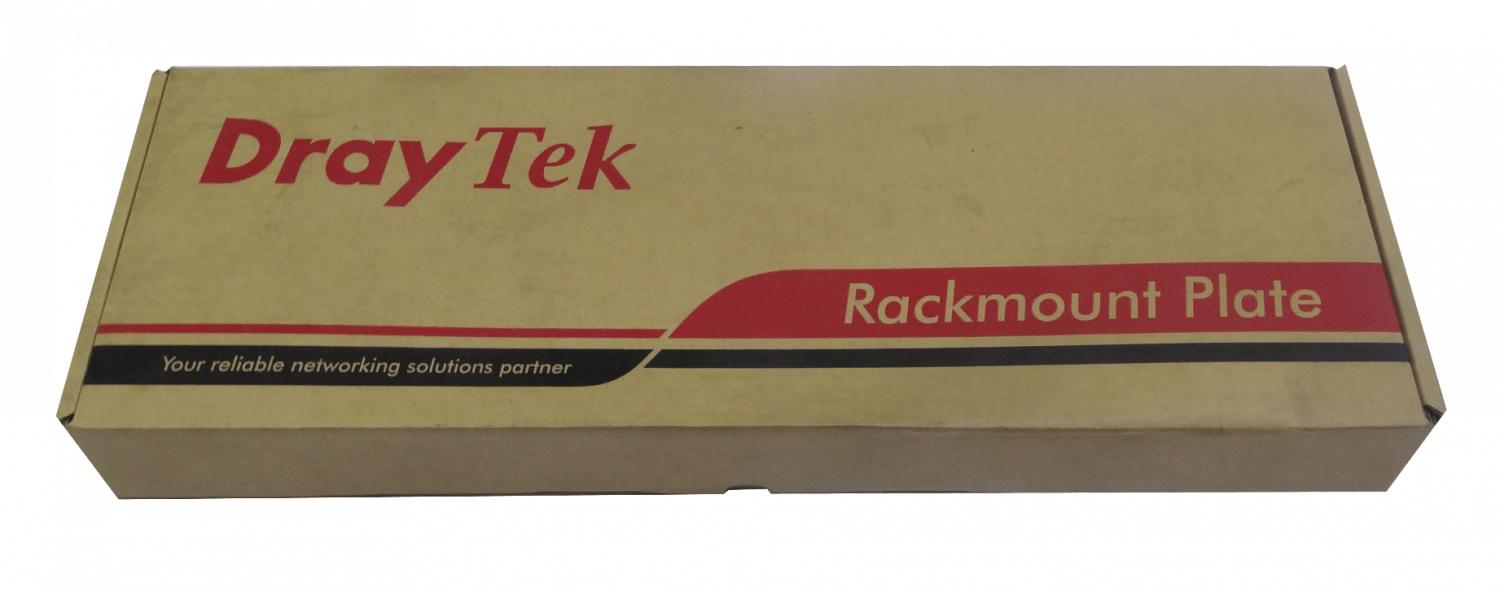 DrayTek
Rackmount Plate
Your reliable networking solutions partner